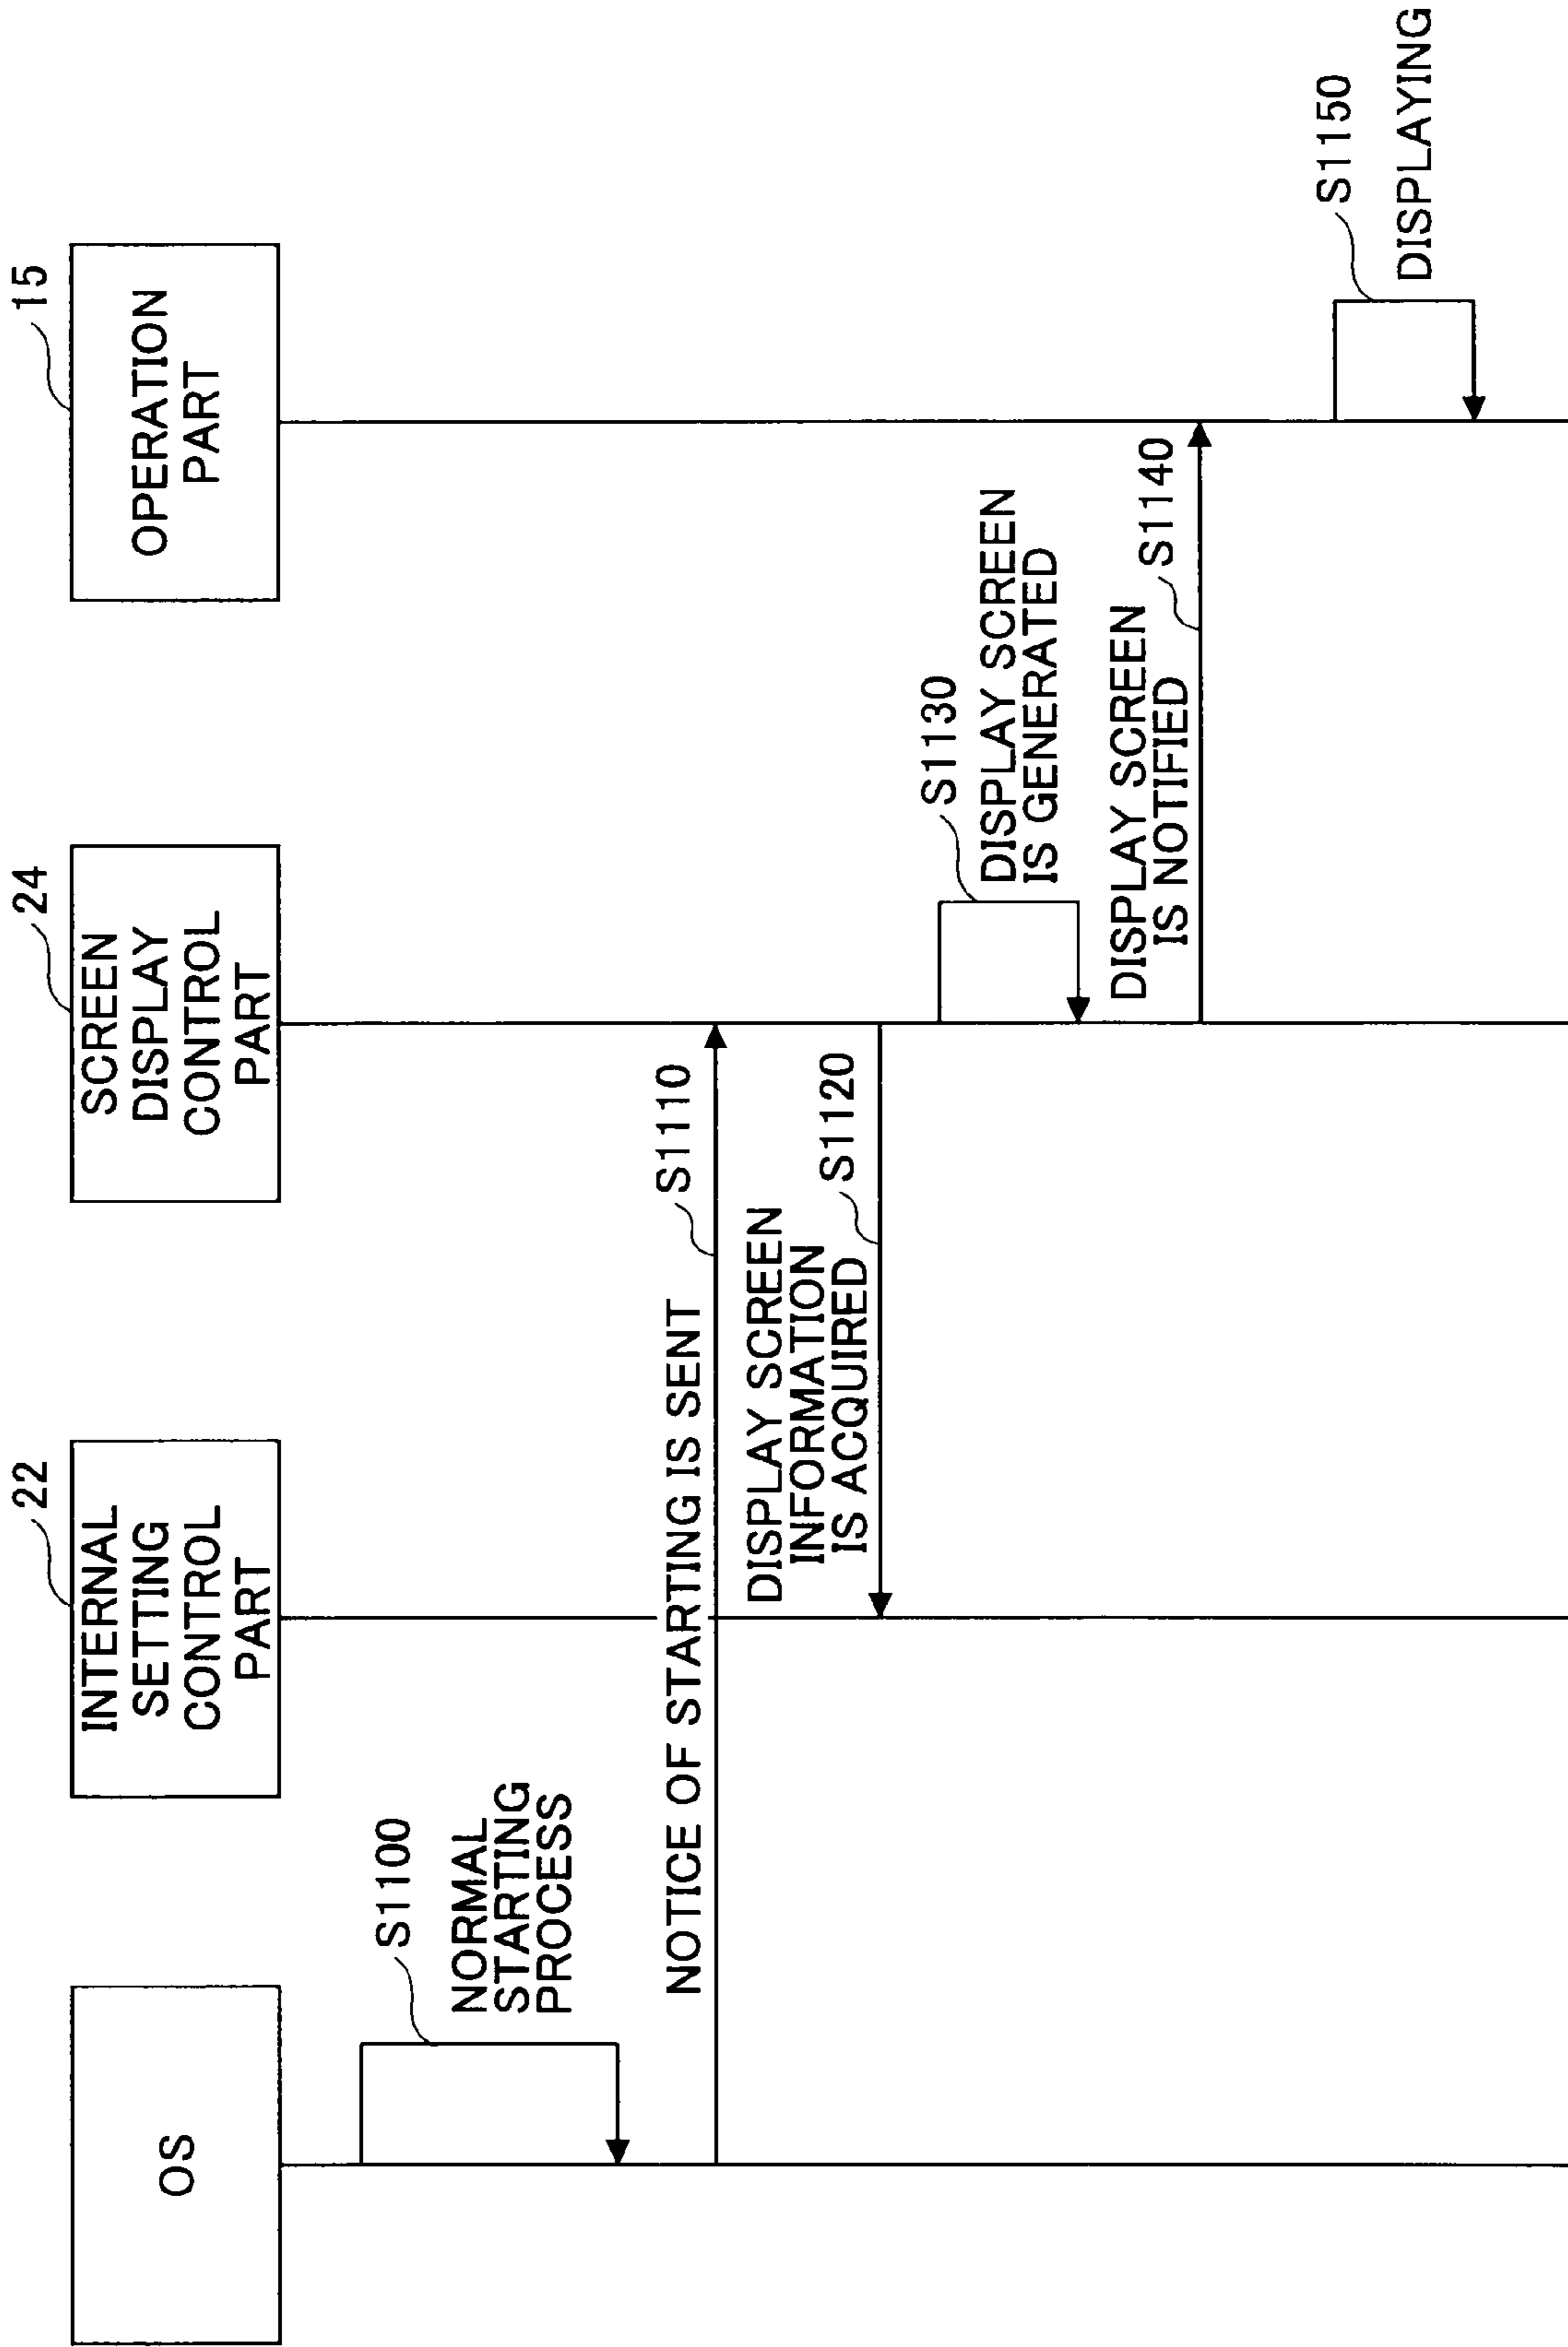 OS
22
INTERNAL
SETTING
CONTROL
PART
24
SCREEN
DISPLAY
CONTROL
PART
15
OPERATION
PART
S1100
NORMAL
STARTING
PROCESS
NOTICE OF STARTING IS SENT
S1110
DISPLAY SCREEN
INFORMATION
IS ACQUIRED
S1120
S1130
DISPLAY SCREEN
IS GENERATED
DISPLAY SCREEN
IS NOTIFIED
S1140
S1150
DISPLAYING